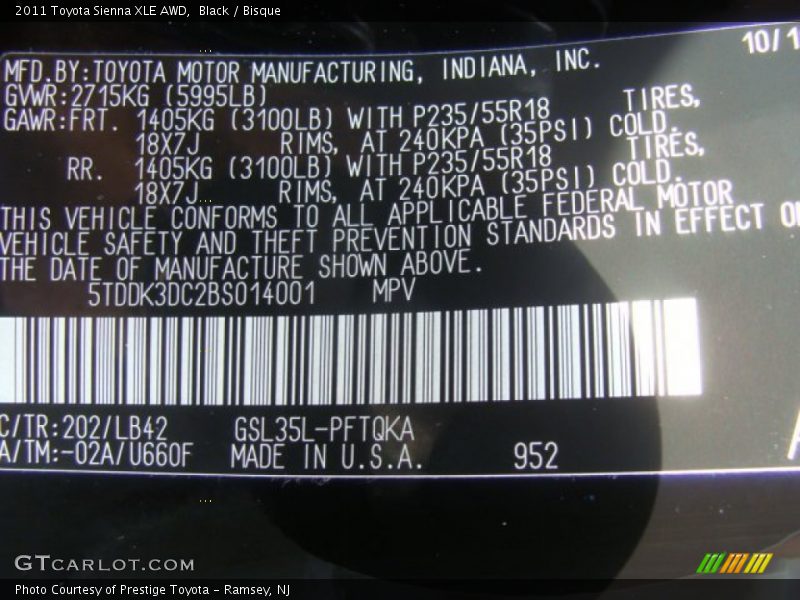 2011 Toyota Sienna XLE AWD, Black / Bisque
10/1
MFD.BY:TOYOTA MOTOR MANUFACTURING, INDIANA, INC.
GVWR:2715KG (5995LB)
GAWR:FRT. 1405KG (3100LB) WITH P235/55R18 TIRES,
18X7J RIMS, AT 240KPA (35PSI) COLD.
RR. 1405KG (3100LB) WITH P235/55R18 TIRES,
18X7J RIMS, AT 240KPA (35PSI) COLD.
THIS VEHICLE CONFORMS TO ALL APPLICABLE FEDERAL MOTOR
VEHICLE SAFETY AND THEFT PREVENTION STANDARDS IN EFFECT ON
THE DATE OF MANUFACTURE SHOWN ABOVE.
5TDDK3DC2BS014001 MPV
C/TR:202/LB42 GSL35L-PFTQKA
A/TM:-02A/U660F MADE IN U.S.A. 952
GTCARLOT.COM
Photo Courtesy of Prestige Toyota - Ramsey, NJ